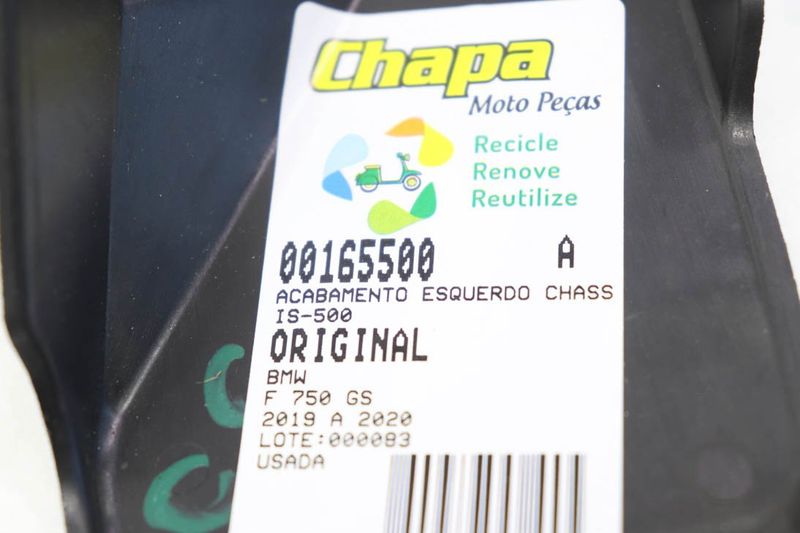 Chapa
Moto Peças
Recicle
Renove
Reutilize
00165500 A
ACABAMENTO ESQUERDO CHASS
IS-500
ORIGINAL
BMW
F 750 GS
2019 A 2020
LOTE:000083
USADA